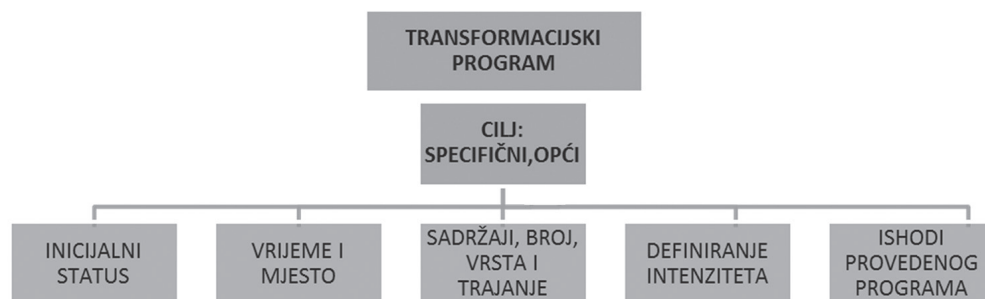 TRANSFORMACIJSKI
PROGRAM
CILJ:
SPECIFIČNI,OPĆI
INICIJALNI
STATUS
VRIJEME I
MJESTO
SADRŽAJI, BROJ,
VRSTA I
TRAJANJE
DEFINIRANJE
INTENZITETA
ISHODI
PROVEDENOG
PROGRAMA